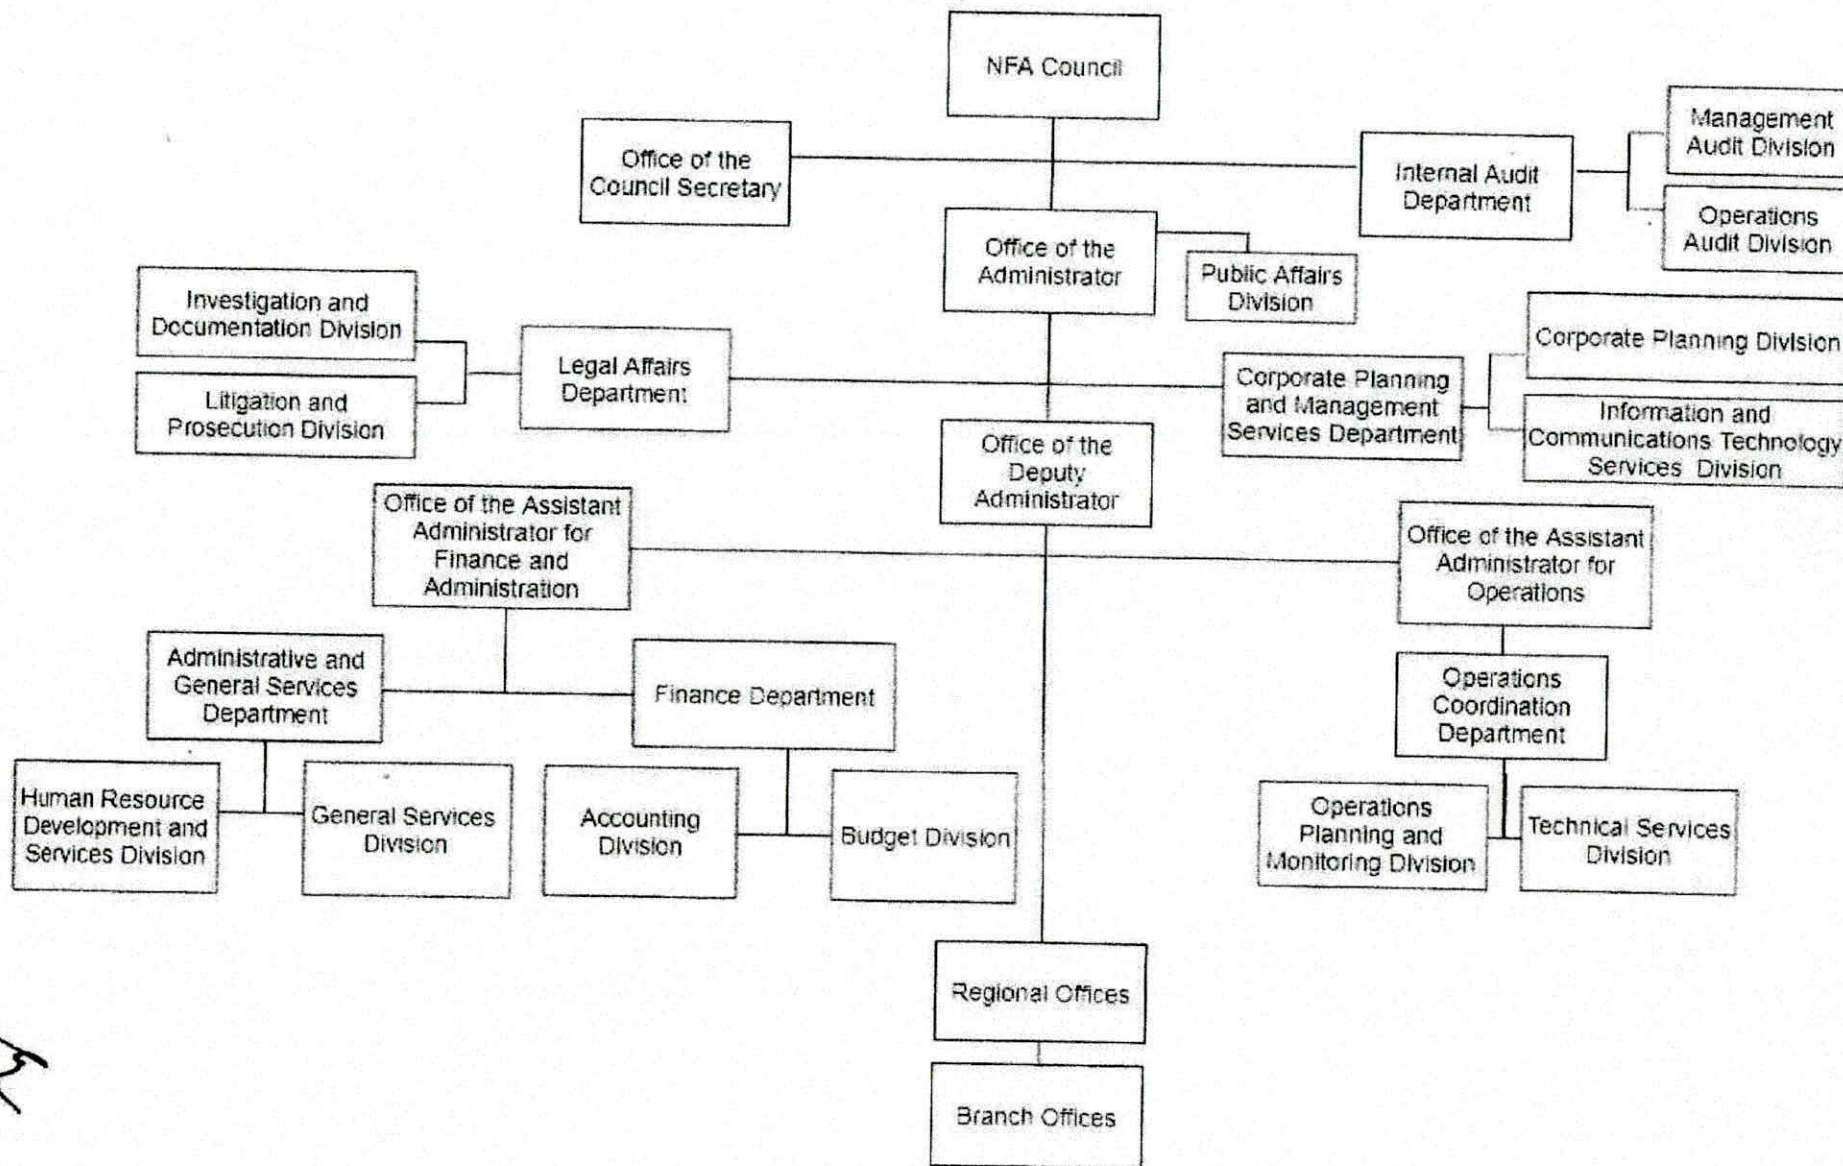 NFA Council
Office of the
Council Secretary
Internal Audit
Department
Management
Audit Division
Operations
Audit Division
Office of the
Administrator
Public Affairs
Division
Investigation and
Documentation Division
Litigation and
Prosecution Division
Legal Affairs
Department
Corporate Planning
and Management
Services Department
Corporate Planning Division
Information and
Communications Technology
Services Division
Office of the
Deputy
Administrator
Office of the Assistant
Administrator for
Finance and
Administration
Office of the Assistant
Administrator for
Operations
Administrative and
General Services
Department
Finance Department
Operations
Coordination
Department
Human Resource
Development and
Services Division
General Services
Division
Accounting
Division
Budget Division
Operations
Planning and
Monitoring Division
Technical Services
Division
Regional Offices
Branch Offices